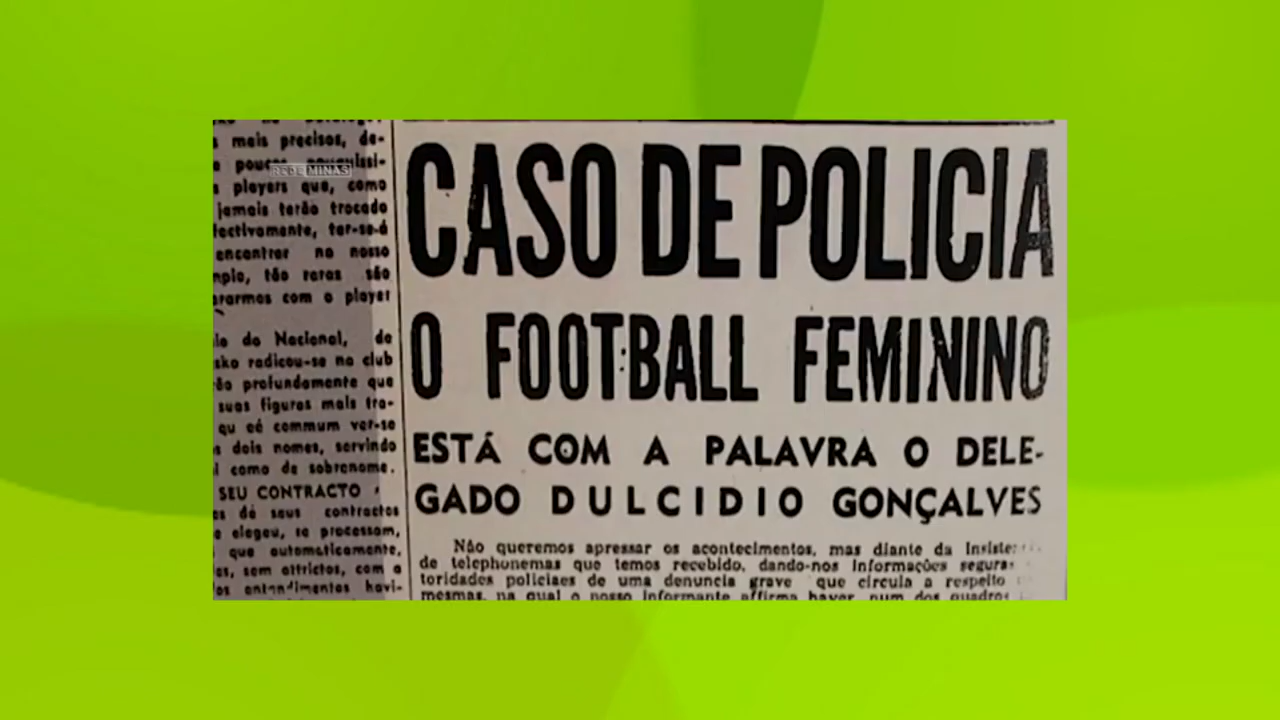 mais precisos, de-
players que, como
jamais terão trocado
ectivamente, ter-se-á
encontrar no nosso
tão raras são
com o player
do Nacional, de
radicou-se no club
profundamente que
suas figuras mais tra-
commum ver-se
dois nomes, servindo
como de sobrenome.
SEU CONTRACTO
de seus contractos
elegeu, se processam,
que automaticamente,
sem attrictos, com a
havi-
REDE MINAS
CASO DE POLICIA
O FOOTBALL FEMININO
ESTÁ COM A PALAVRA O DELE-
GADO DULCIDIO GONÇALVES
Não queremos apressar os acontecimentos, mas diante da
de telephonemas que temos recebido, dando-nos informações seguras
toridades policiaes de uma denuncia grave que circula a respeito
mesmas, na qual o nosso informante affirma haver, num dos quadros